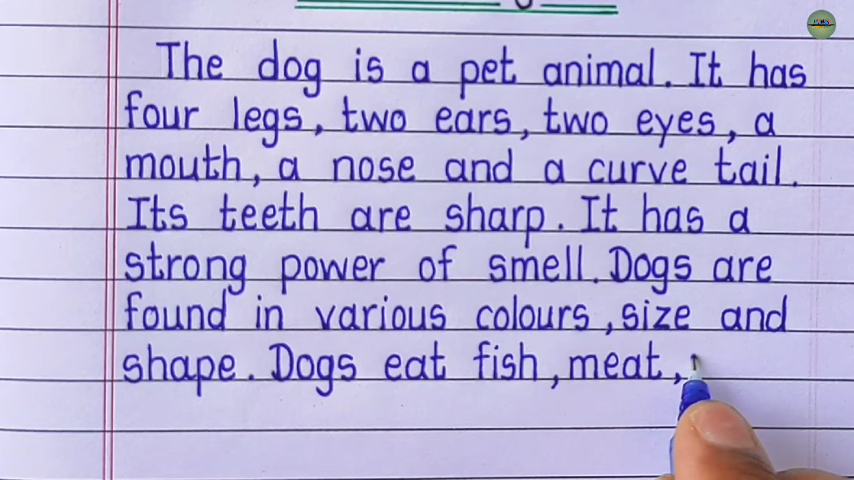 The dog is a pet animal. It has
four legs, two ears, two eyes, a
mouth, a nose and a curve tail.
Its teeth are sharp. It has a
strong power of smell. Dogs are
found in various colours, size and
shape. Dogs eat fish, meat,